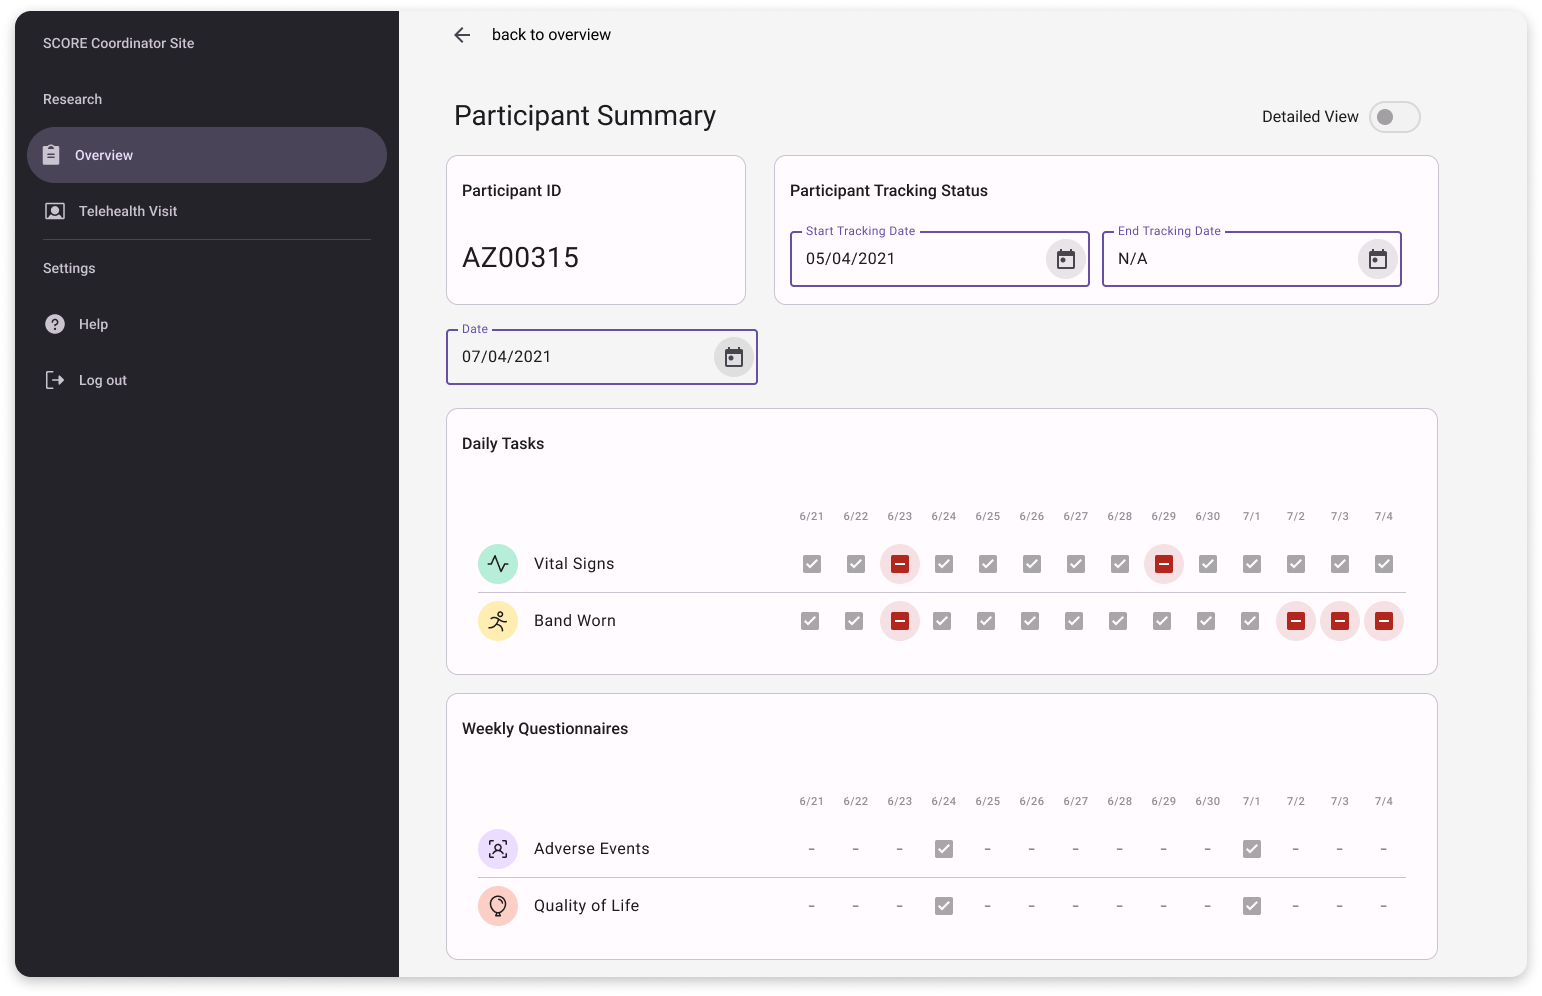 SCORE Coordinator Site
Research
Overview
Telehealth Visit
Settings
Help
Log out
back to overview
Participant Summary
Detailed View
Participant ID
AZ00315
Participant Tracking Status
Start Tracking Date
05/04/2021
End Tracking Date
N/A
Date
07/04/2021
Daily Tasks
6/21 6/22 6/23 6/24 6/25 6/26 6/27 6/28 6/29 6/30 7/1 7/2 7/3 7/4
Vital Signs
Band Worn
Weekly Questionnaires
6/21 6/22 6/23 6/24 6/25 6/26 6/27 6/28 6/29 6/30 7/1 7/2 7/3 7/4
Adverse Events - - - - - - - - - - - -
Quality of Life - - - - - - - - - - - -